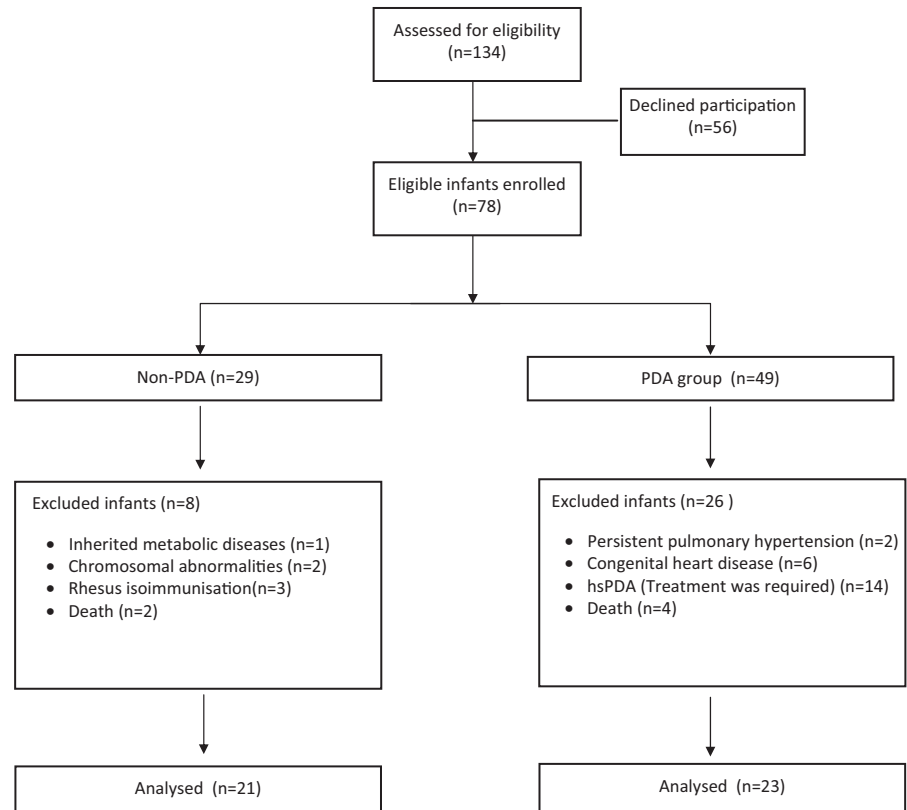 Assessed for eligibility
(n=134)
Declined participation
(n=56)
Eligible infants enrolled
(n=78)
Non-PDA (n=29)
PDA group (n=49)
Excluded infants (n=8)
• Inherited metabolic diseases (n=1)
• Chromosomal abnormalities (n=2)
• Rhesus isoimmunisation(n=3)
• Death (n=2)
Excluded infants (n=26 )
• Persistent pulmonary hypertension (n=2)
• Congenital heart disease (n=6)
• hsPDA (Treatment was required) (n=14)
• Death (n=4)
Analysed (n=21)
Analysed (n=23)